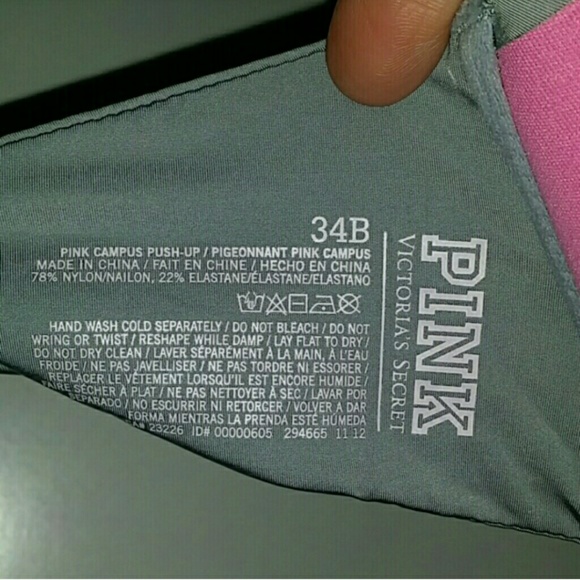 34B
PINK CAMPUS PUSH-UP / PIGEONNANT PINK CAMPUS
MADE IN CHINA / FAIT EN CHINE / HECHO EN CHINA
78% NYLON/NAILON, 22% ELASTANE/ÉLASTANE/ELASTANO
HAND WASH COLD SEPARATELY / DO NOT BLEACH / DO NOT
WRING OR TWIST / RESHAPE WHILE DAMP / LAY FLAT TO DRY /
DO NOT DRY CLEAN / LAVER SÉPARÉMENT À LA MAIN, À L'EAU
FROIDE / NE PAS JAVELLISER / NE PAS TORDRE NI ESSORER /
REPLACER LE VÊTEMENT LORSQU'IL EST ENCORE HUMIDE /
FAIRE SÉCHER À PLAT / NE PAS NETTOYER À SEC / LAVAR POR
SEPARADO / NO ESCURRIR NI RETORCER / VOLVER A DAR
FORMA MIENTRAS LA PRENDA ESTÉ HÚMEDA
23226 ID# 00000605 294665 11 12
PINK
VICTORIA'S SECRET